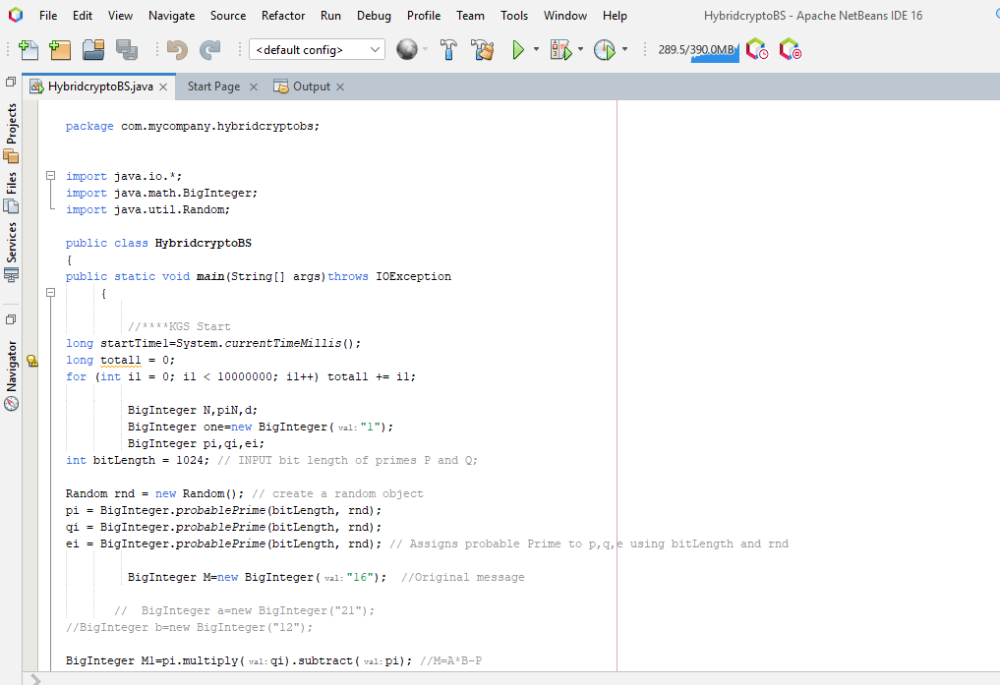 File Edit View Navigate Source Refactor Run Debug Profile Team Tools Window Help HybridcryptoBS - Apache NetBeans IDE 16
<default config> 289.5/390.0MB
HybridcryptoBS.java Start Page Output
Projects
Files
Services
Navigator
package com.mycompany.hybridcryptobs;
import java.io.*;
import java.math.BigInteger;
import java.util.Random;
public class HybridcryptoBS
{
public static void main(String[] args)throws IOException
{
//****KGS Start
long startTime1=System.currentTimeMillis();
long total1 = 0;
for (int i1 = 0; i1 < 10000000; i1++) total1 += i1;
BigInteger N,piN,d;
BigInteger one=new BigInteger( val: "1");
BigInteger pi,qi,ei;
int bitLength = 1024; // INPUT bit length of primes P and Q;
Random rnd = new Random(); // create a random object
pi = BigInteger.probablePrime(bitLength, rnd);
qi = BigInteger.probablePrime(bitLength, rnd);
ei = BigInteger.probablePrime(bitLength, rnd); // Assigns probable Prime to p,q,e using bitLength and rnd
BigInteger M=new BigInteger( val: "16"); //Original message
// BigInteger a=new BigInteger("21");
//BigInteger b=new BigInteger("12");
BigInteger M1=pi.multiply( val: qi).subtract( val: pi); //M=A*B-P